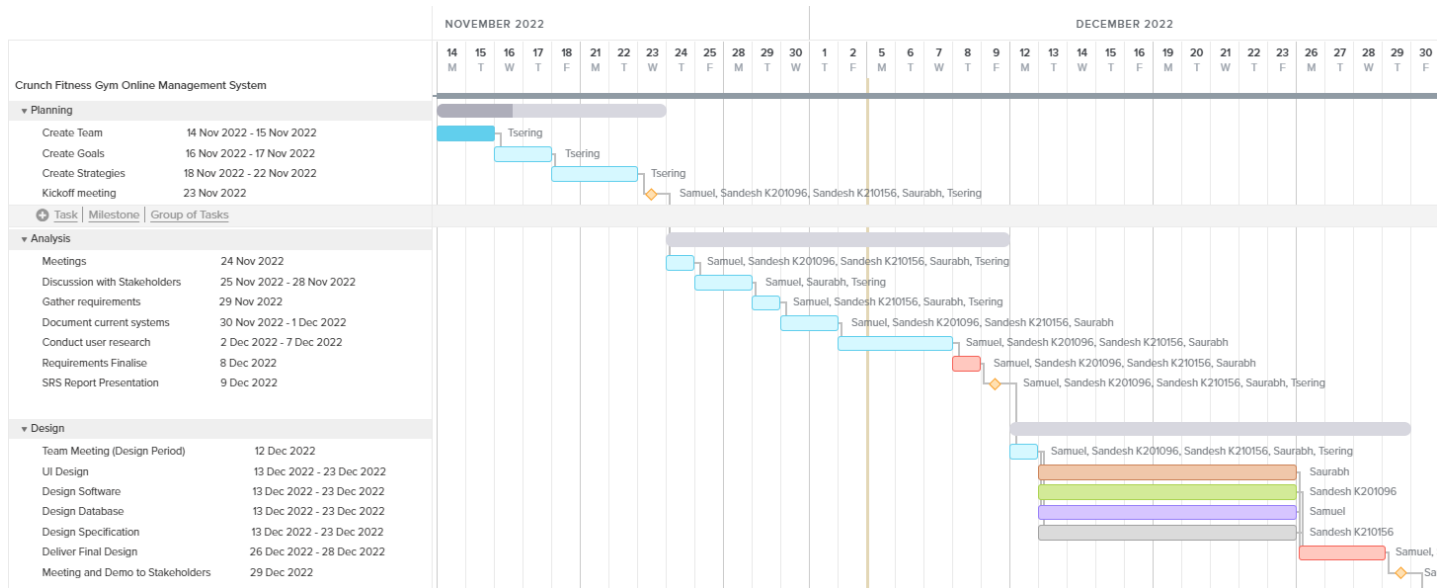 NOVEMBER 2022 DECEMBER 2022
14 15 16 17 18 21 22 23 24 25 28 29 30 1 2 5 6 7 8 9 12 13 14 15 16 19 20 21 22 23 26 27 28 29 30
M T W T F M T W T F M T W T F M T W T F M T W T F M T W T F M T W T F
Crunch Fitness Gym Online Management System
Planning
Create Team 14 Nov 2022 - 15 Nov 2022 Tsering
Create Goals 16 Nov 2022 - 17 Nov 2022 Tsering
Create Strategies 18 Nov 2022 - 22 Nov 2022 Tsering
Kickoff meeting 23 Nov 2022 Samuel, Sandesh K201096, Sandesh K210156, Saurabh, Tsering
Task | Milestone | Group of Tasks
Analysis
Meetings 24 Nov 2022 Samuel, Sandesh K201096, Sandesh K210156, Saurabh, Tsering
Discussion with Stakeholders 25 Nov 2022 - 28 Nov 2022 Samuel, Saurabh, Tsering
Gather requirements 29 Nov 2022 Samuel, Sandesh K201096, Sandesh K210156, Saurabh, Tsering
Document current systems 30 Nov 2022 - 1 Dec 2022 Samuel, Sandesh K201096, Sandesh K210156, Saurabh
Conduct user research 2 Dec 2022 - 7 Dec 2022 Samuel, Sandesh K201096, Sandesh K210156, Saurabh
Requirements Finalise 8 Dec 2022 Samuel, Sandesh K201096, Sandesh K210156, Saurabh
SRS Report Presentation 9 Dec 2022 Samuel, Sandesh K201096, Sandesh K210156, Saurabh, Tsering
Design
Team Meeting (Design Period) 12 Dec 2022 Samuel, Sandesh K201096, Sandesh K210156, Saurabh, Tsering
UI Design 13 Dec 2022 - 23 Dec 2022 Saurabh
Design Software 13 Dec 2022 - 23 Dec 2022 Sandesh K201096
Design Database 13 Dec 2022 - 23 Dec 2022 Samuel
Design Specification 13 Dec 2022 - 23 Dec 2022 Sandesh K210156
Deliver Final Design 26 Dec 2022 - 28 Dec 2022 Samuel,
Meeting and Demo to Stakeholders 29 Dec 2022 Sa